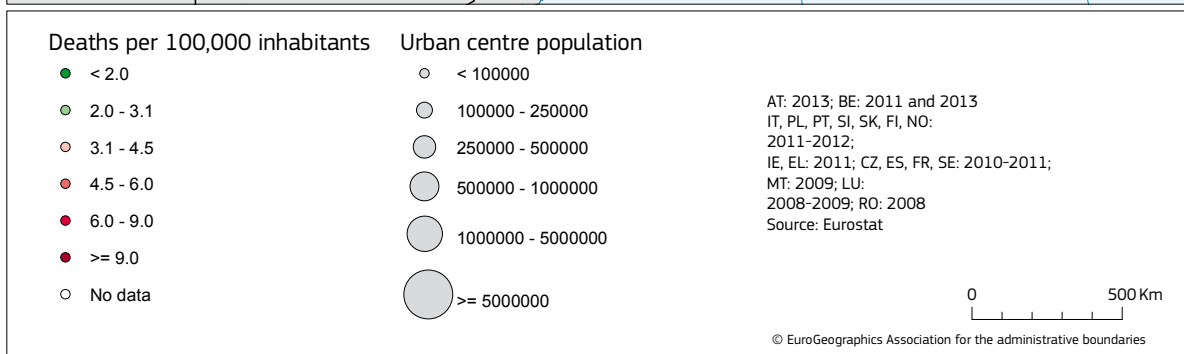 Deaths per 100,000 inhabitants
< 2.0
2.0 - 3.1
3.1 - 4.5
4.5 - 6.0
6.0 - 9.0
>= 9.0
No data
Urban centre population
< 100000
100000 - 250000
250000 - 500000
500000 - 1000000
1000000 - 5000000
>= 5000000
AT: 2013; BE: 2011 and 2013
IT, PL, PT, SI, SK, FI, NO:
2011-2012;
IE, EL: 2011; CZ, ES, FR, SE: 2010-2011;
MT: 2009; LU:
2008-2009; RO: 2008
Source: Eurostat
0 500 Km
© EuroGeographics Association for the administrative boundaries